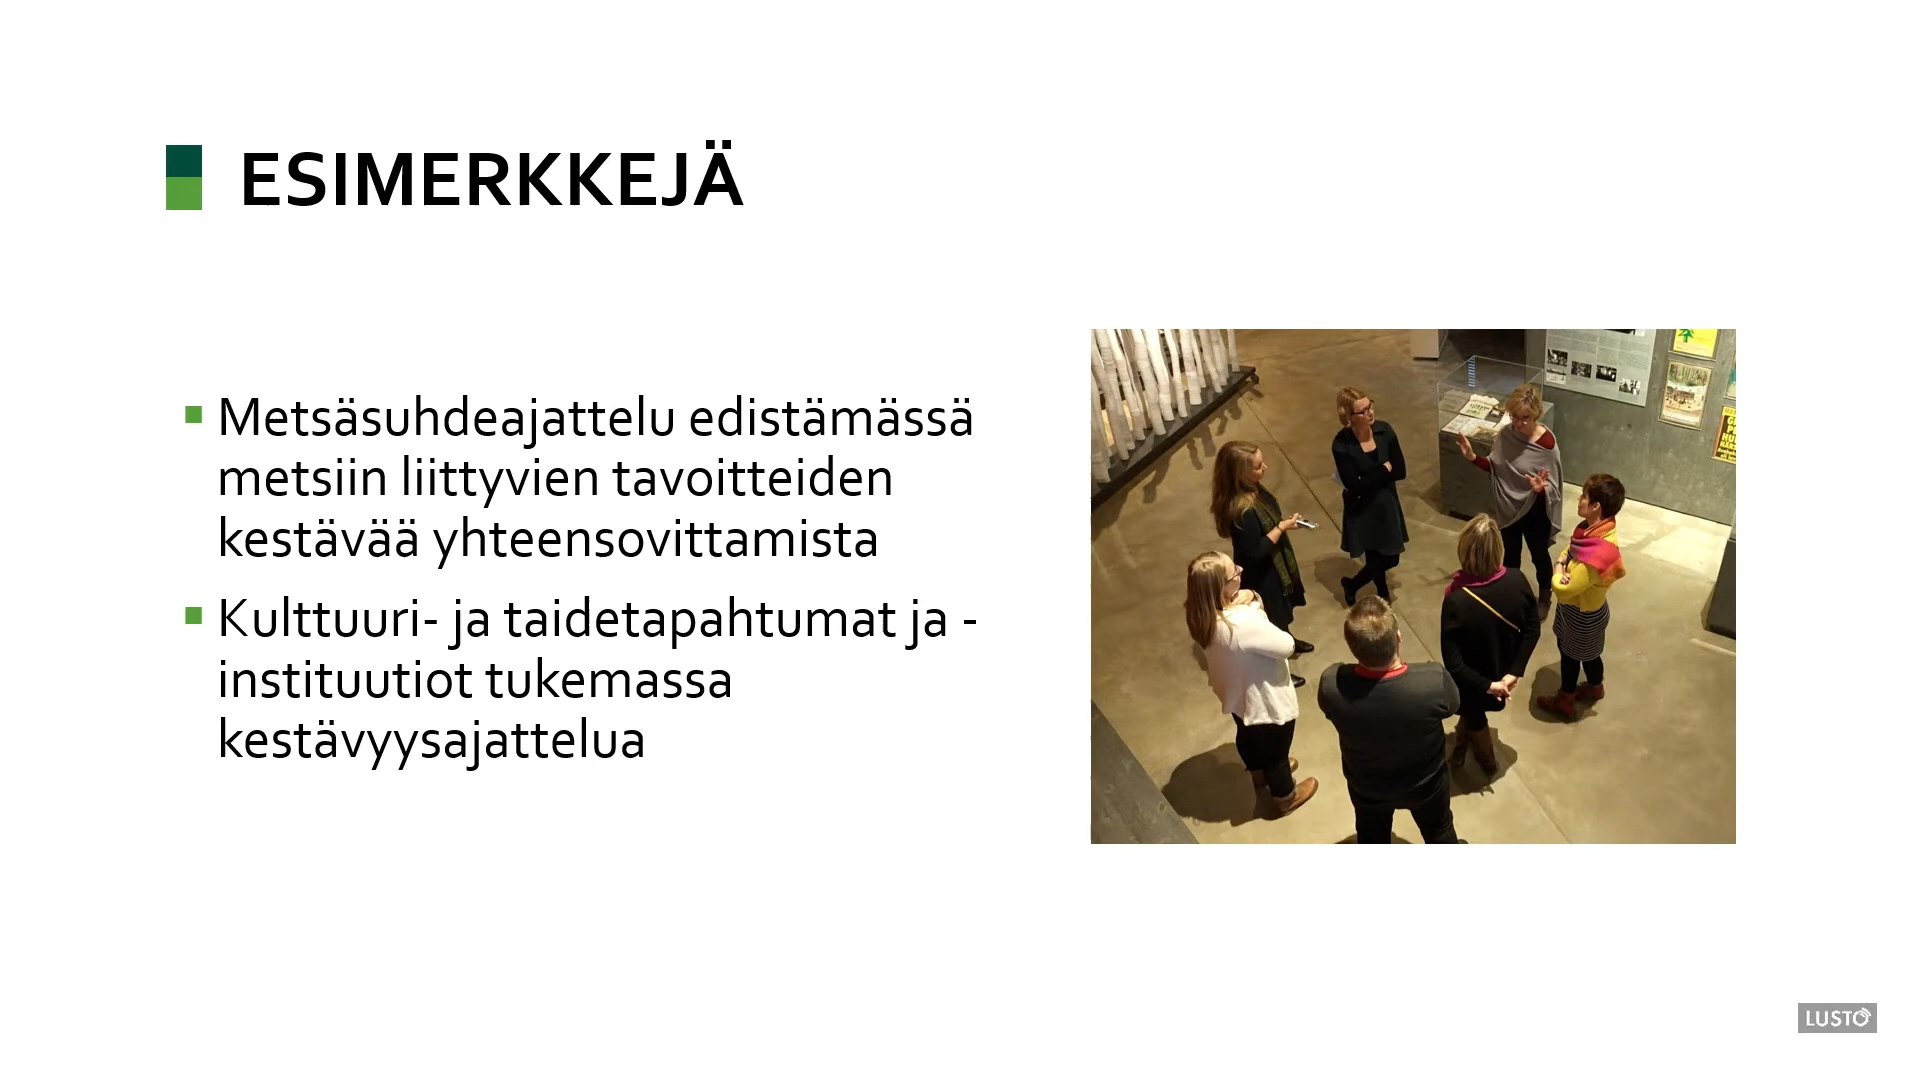 ESIMERKKEJÄ
Metsäsuhdeajattelu edistämässä
metsiin liittyvien tavoitteiden
kestävää yhteensovittamista
Kulttuuri- ja taidetapahtumat ja -
instituutiot tukemassa
kestävyysajattelua
LUSTO